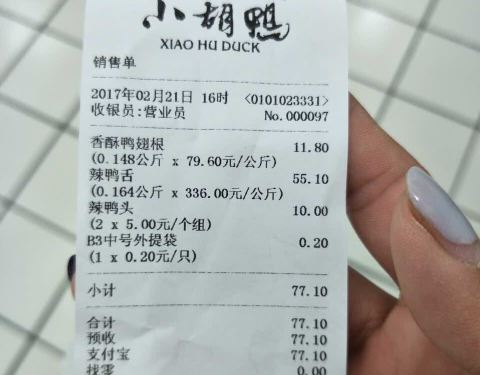 小胡鸭
XIAO HU DUCK
销售单
2017年02月21日 16时 <0101023331>
收银员:营业员 No.000097
香酥鸭翅根 11.80
(0.148公斤 x 79.60元/公斤)
辣鸭舌 55.10
(0.164公斤 x 336.00元/公斤)
辣鸭头 10.00
(2 x 5.00元/个组)
B3中号外提袋 0.20
(1 x 0.20元/只)
小计 77.10
合计 77.10
预收 77.10
支付宝 77.10
找零 0.00